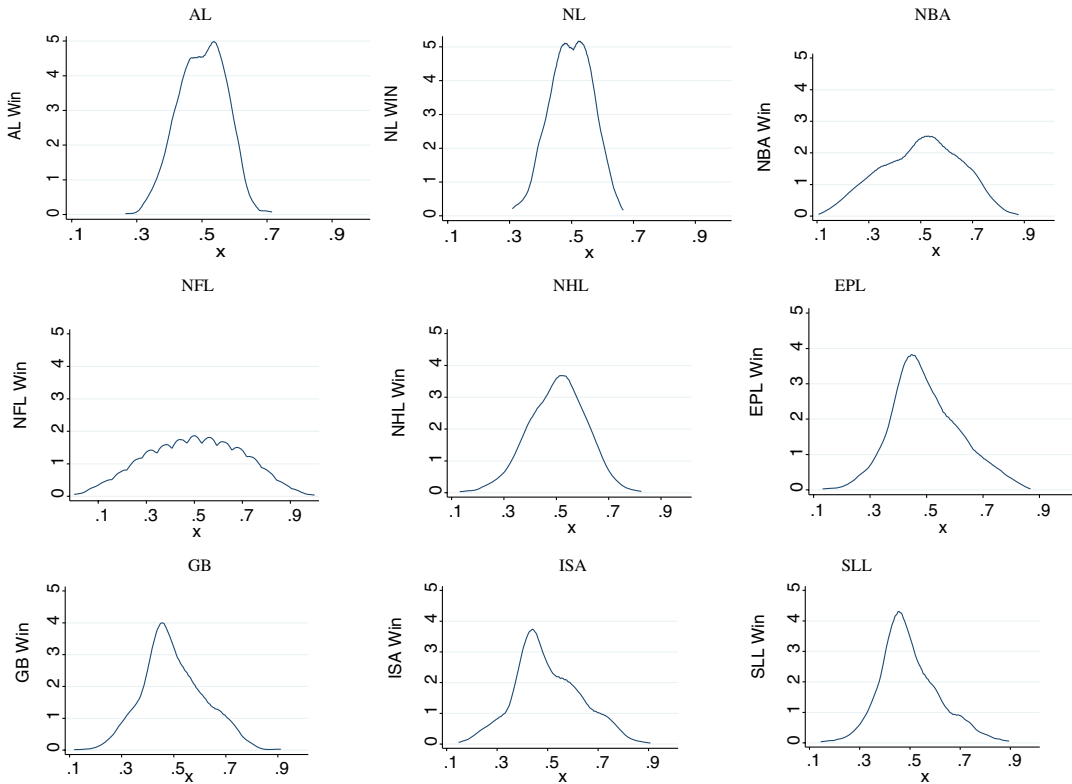 AL
5
4
3
2
1
0
AL Win
.1 .3 .5 .7 .9
x
NL
5
4
3
2
1
0
NL WIN
.1 .3 .5 .7 .9
x
NBA
5
4
3
2
1
0
NBA Win
.1 .3 .5 .7 .9
x
NFL
5
4
3
2
1
0
NFL Win
.1 .3 .5 .7 .9
x
NHL
5
4
3
2
1
0
NHL Win
.1 .3 .5 .7 .9
x
EPL
5
4
3
2
1
0
EPL Win
.1 .3 .5 .7 .9
x
GB
5
4
3
2
1
0
GB Win
.1 .3 .5 .7 .9
x
ISA
5
4
3
2
1
0
ISA Win
.1 .3 .5 .7 .9
x
SLL
5
4
3
2
1
0
SLL Win
.1 .3 .5 .7 .9
x